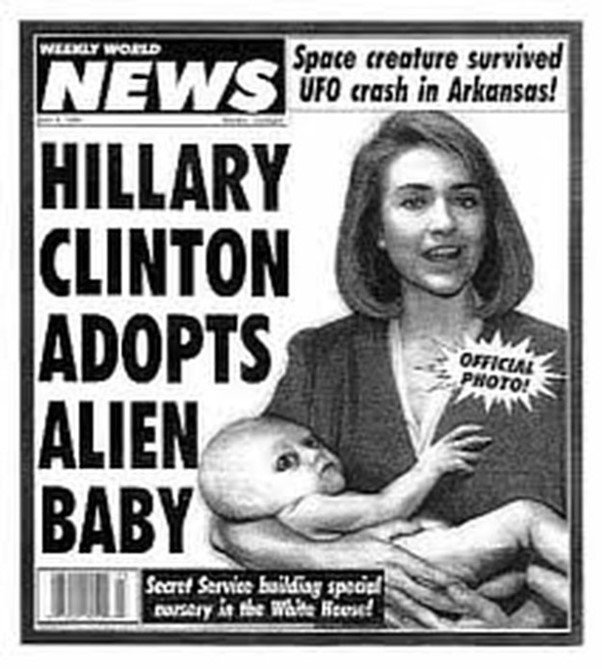 WEEKLY WORLD
NEWS
Space creature survived
UFO crash in Arkansas!
HILLARY
CLINTON
ADOPTS
ALIEN
BABY
OFFICIAL
PHOTO!
Secret Service building special
nursery in the White House!